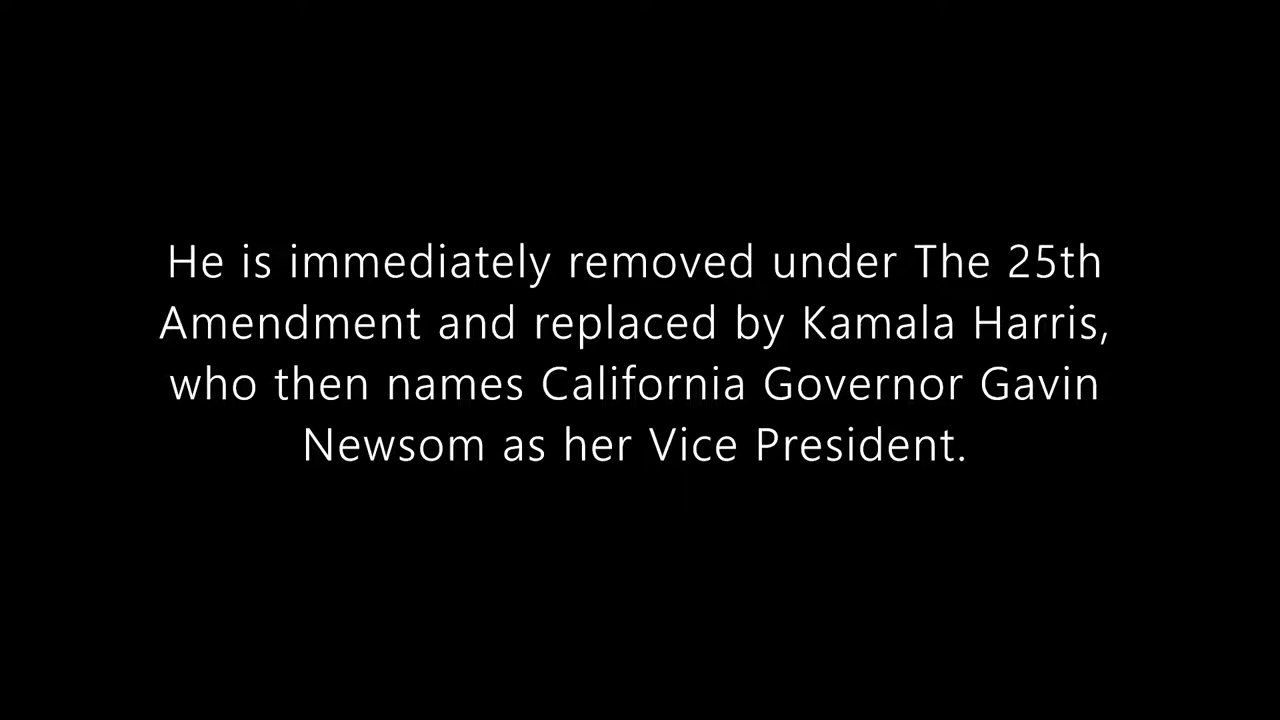 He is immediately removed under The 25th
Amendment and replaced by Kamala Harris,
who then names California Governor Gavin
Newsom as her Vice President.